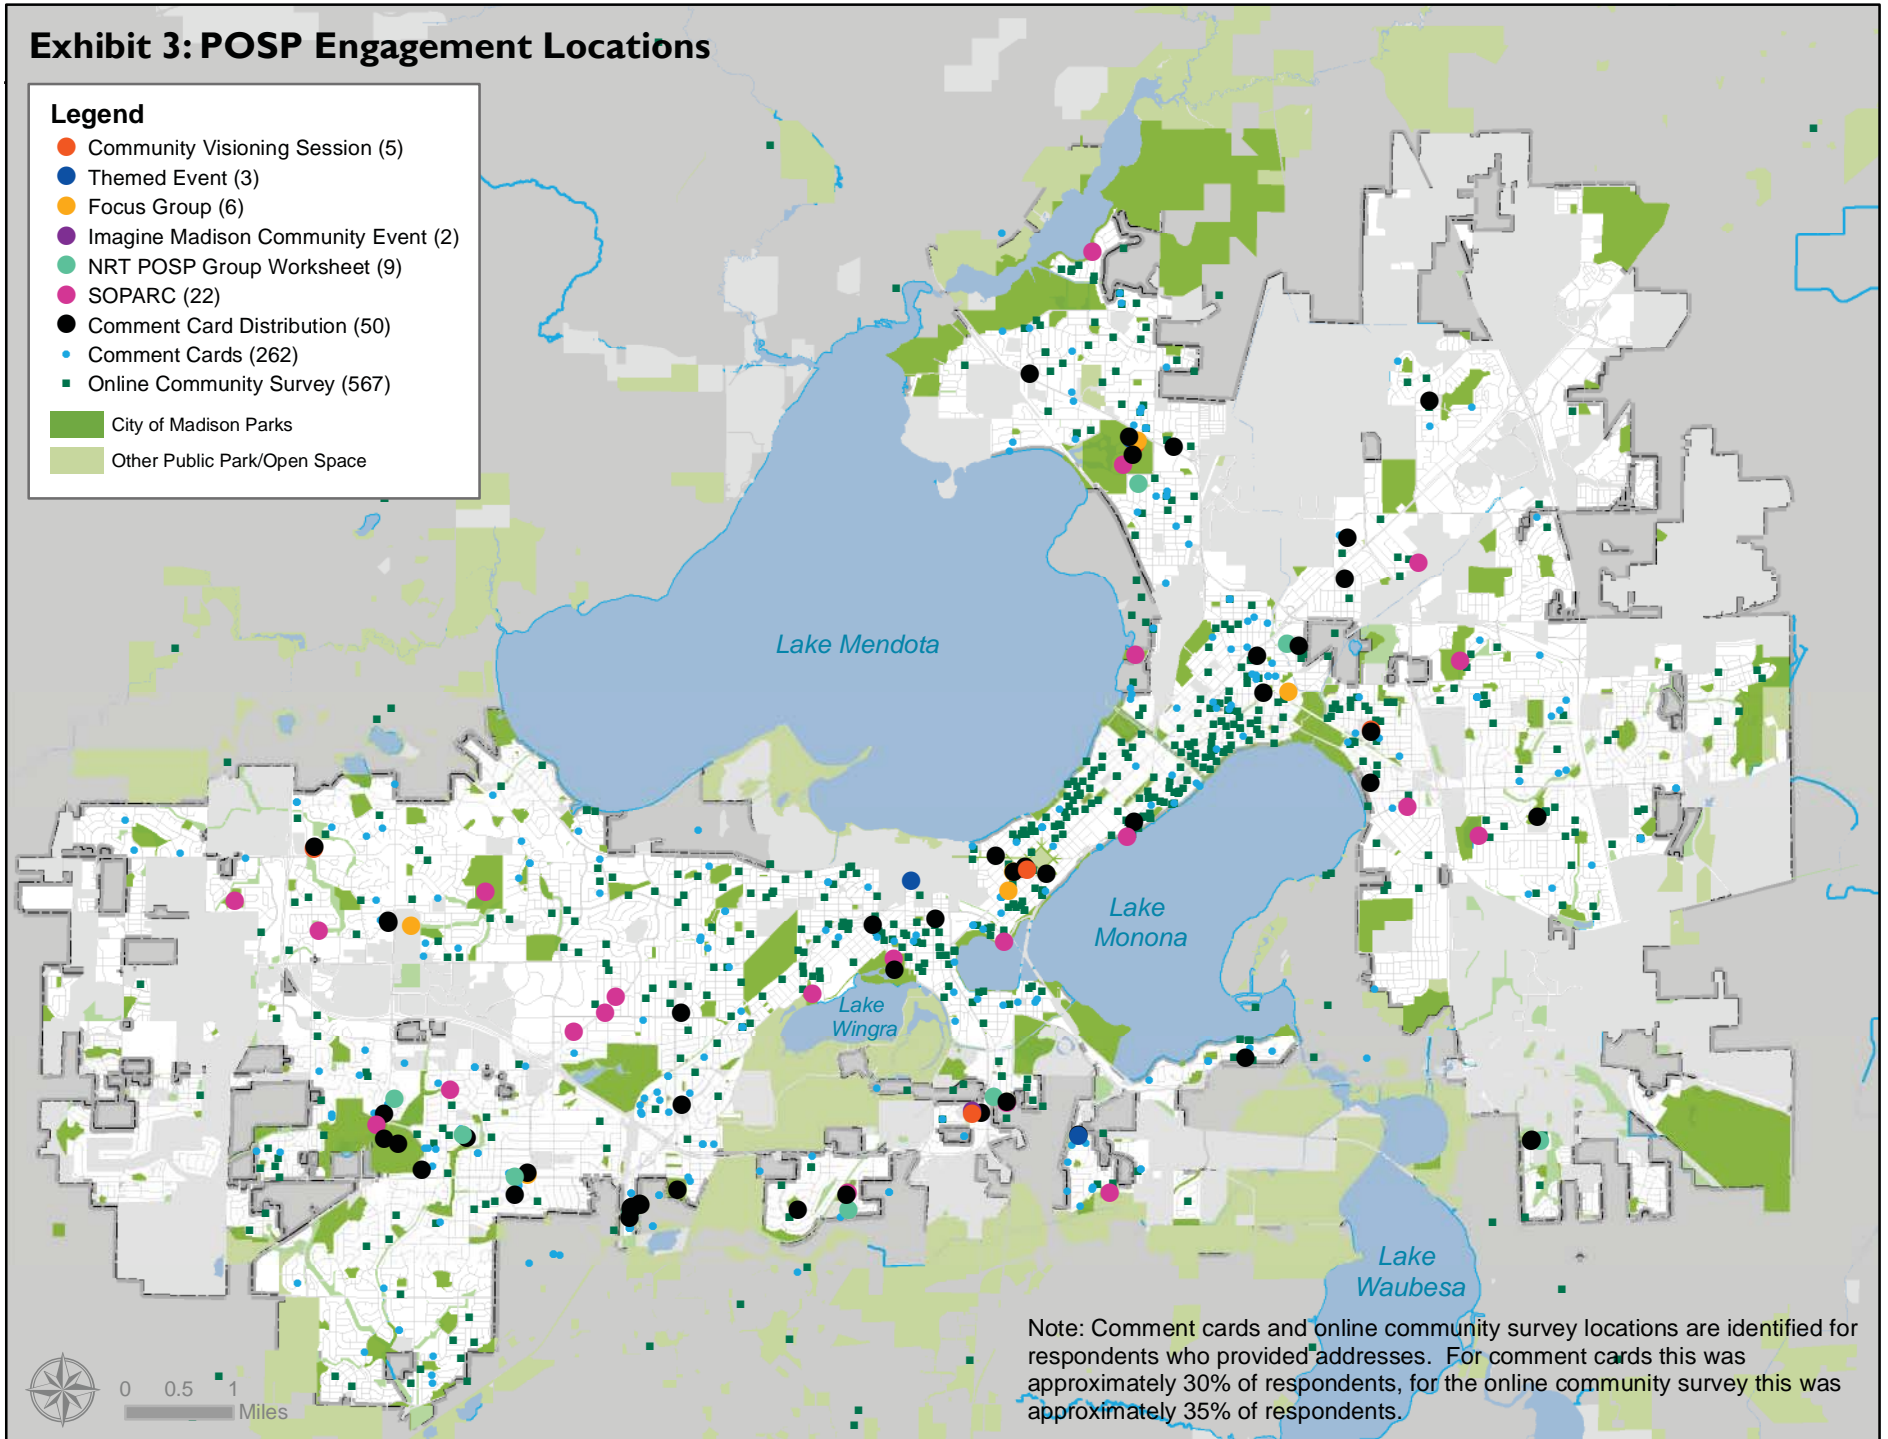 Exhibit 3: POSP Engagement Locations
Legend
Community Visioning Session (5)
Themed Event (3)
Focus Group (6)
Imagine Madison Community Event (2)
NRT POSP Group Worksheet (9)
SOPARC (22)
Comment Card Distribution (50)
Comment Cards (262)
Online Community Survey (567)
City of Madison Parks
Other Public Park/Open Space
Lake Mendota
Lake
Monona
Lake
Wingra
Lake
Waubesa
Note: Comment cards and online community survey locations are identified for
respondents who provided addresses.  For comment cards this was
approximately 30% of respondents, for the online community survey this was
approximately 35% of respondents.
0 0.5 1
Miles